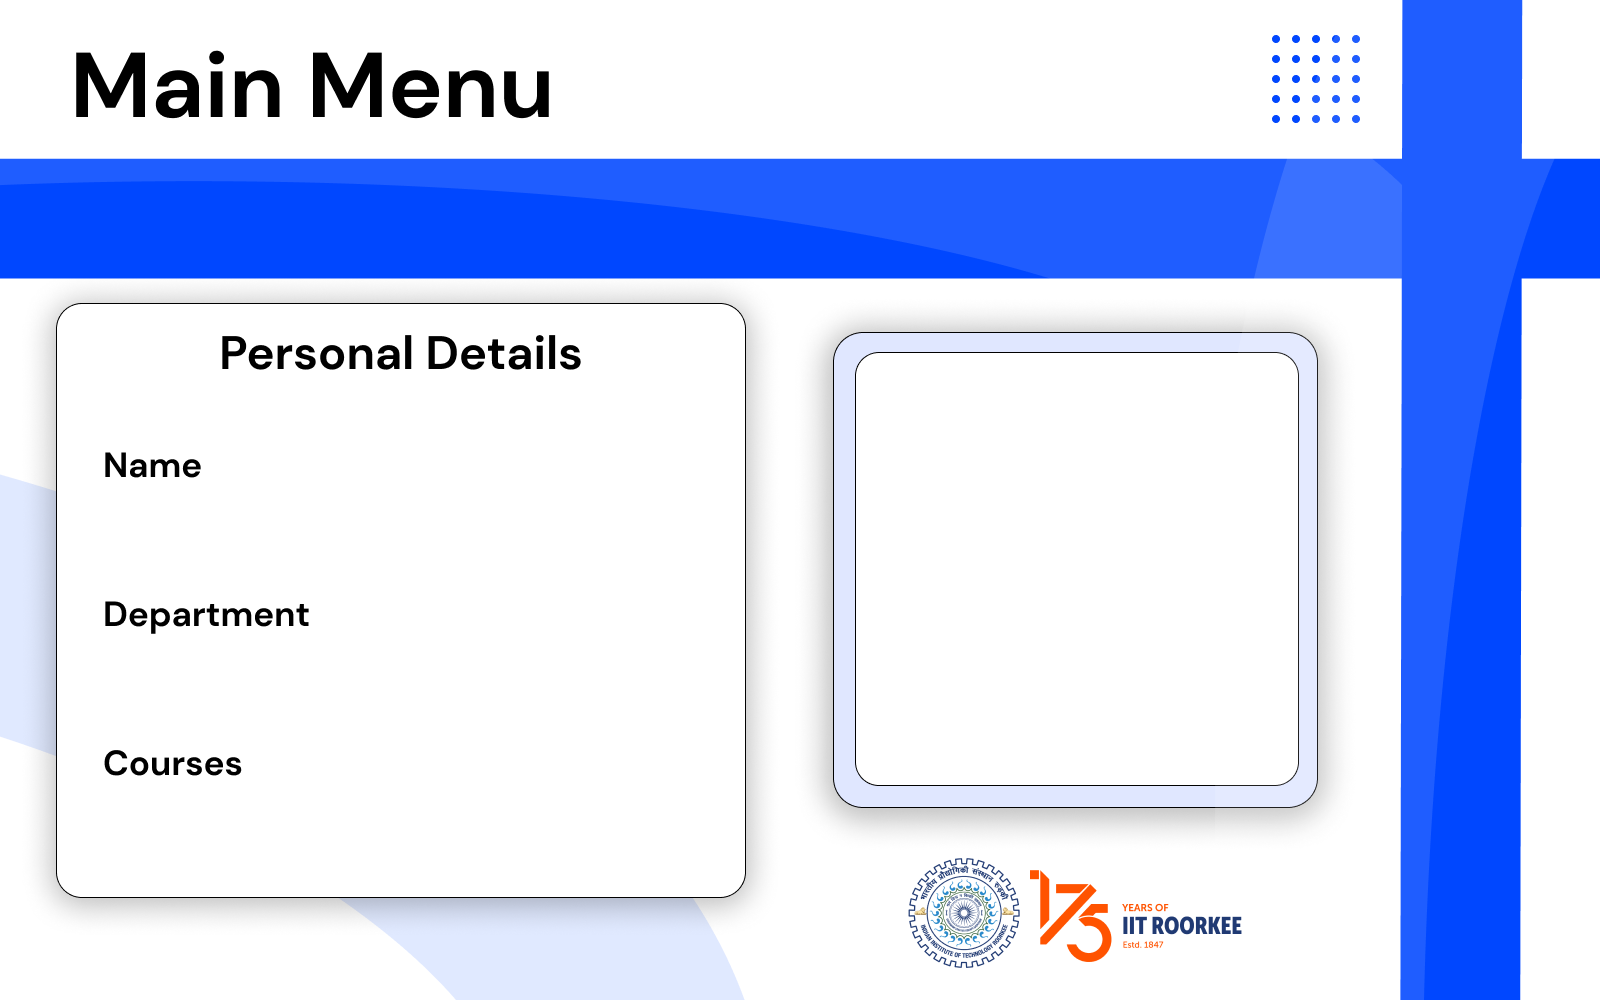 Main Menu
Personal Details
Name
Department
Courses
भारतीय प्रौद्योगिकी संस्थान रुड़की
INDIAN INSTITUTE OF TECHNOLOGY ROORKEE
175
YEARS OF
IIT ROORKEE
Estd. 1847